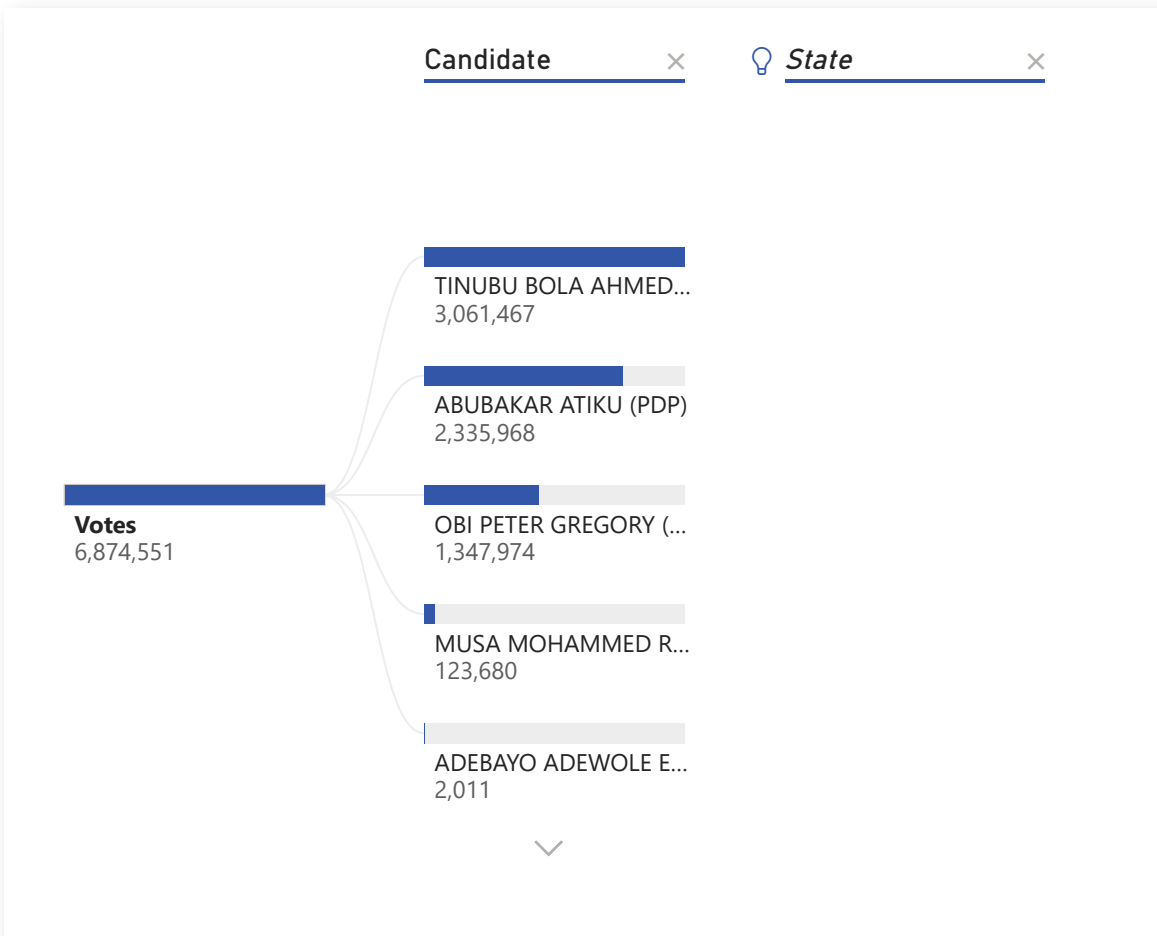 Candidate
State
TINUBU BOLA AHMED...
3,061,467
ABUBAKAR ATIKU (PDP)
2,335,968
Votes
6,874,551
OBI PETER GREGORY (...
1,347,974
MUSA MOHAMMED R...
123,680
ADEBAYO ADEWOLE E...
2,011